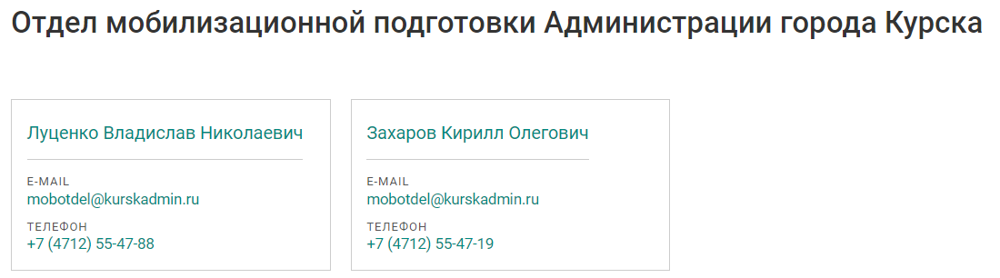 Отдел мобилизационной подготовки Администрации города Курска
Луценко Владислав Николаевич
E-MAIL
mobotdel@kurskadmin.ru
ТЕЛЕФОН
+7 (4712) 55-47-88
Захаров Кирилл Олегович
E-MAIL
mobotdel@kurskadmin.ru
ТЕЛЕФОН
+7 (4712) 55-47-19